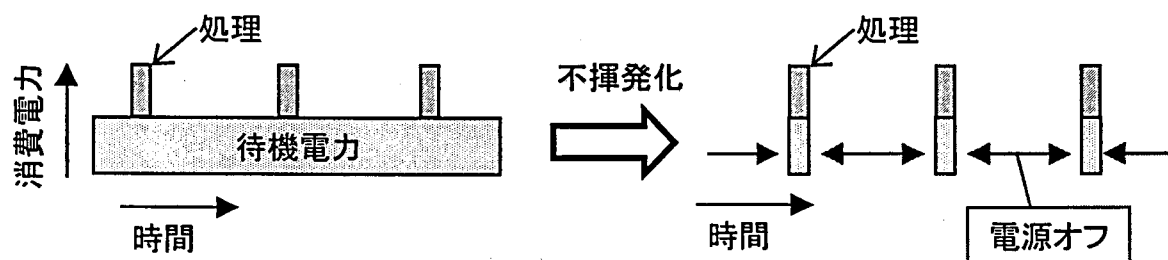 処理
消費電力
待機電力
時間
不揮発化
処理
時間
電源オフ